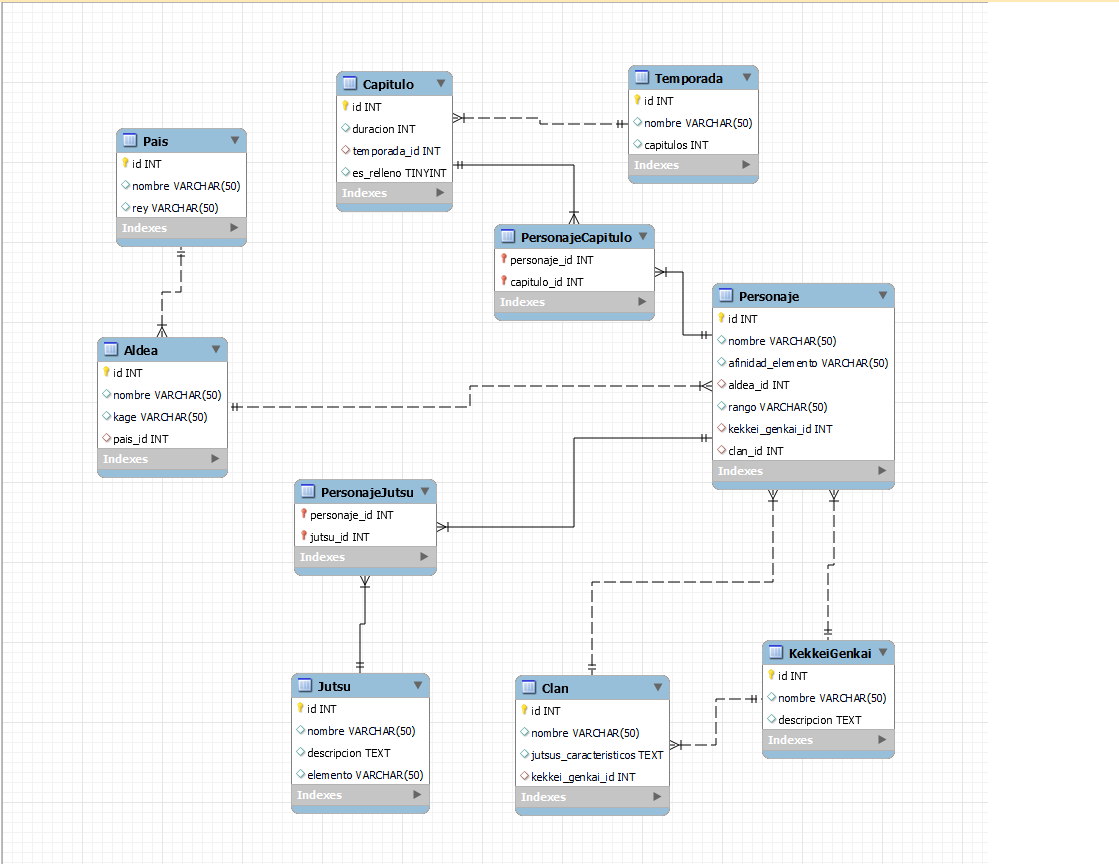 Capitulo
id INT
duracion INT
temporada_id INT
es_relleno TINYINT
Indexes
Temporada
id INT
nombre VARCHAR(50)
capitulos INT
Indexes
Pais
id INT
nombre VARCHAR(50)
rey VARCHAR(50)
Indexes
PersonajeCapitulo
personaje_id INT
capitulo_id INT
Indexes
Personaje
id INT
nombre VARCHAR(50)
afinidad_elemento VARCHAR(50)
aldea_id INT
rango VARCHAR(50)
kekkei_genkai_id INT
clan_id INT
Indexes
Aldea
id INT
nombre VARCHAR(50)
kage VARCHAR(50)
pais_id INT
Indexes
PersonajeJutsu
personaje_id INT
jutsu_id INT
Indexes
Jutsu
id INT
nombre VARCHAR(50)
descripcion TEXT
elemento VARCHAR(50)
Indexes
Clan
id INT
nombre VARCHAR(50)
jutsus_caracteristicos TEXT
kekkei_genkai_id INT
Indexes
KekkeiGenkai
id INT
nombre VARCHAR(50)
descripcion TEXT
Indexes